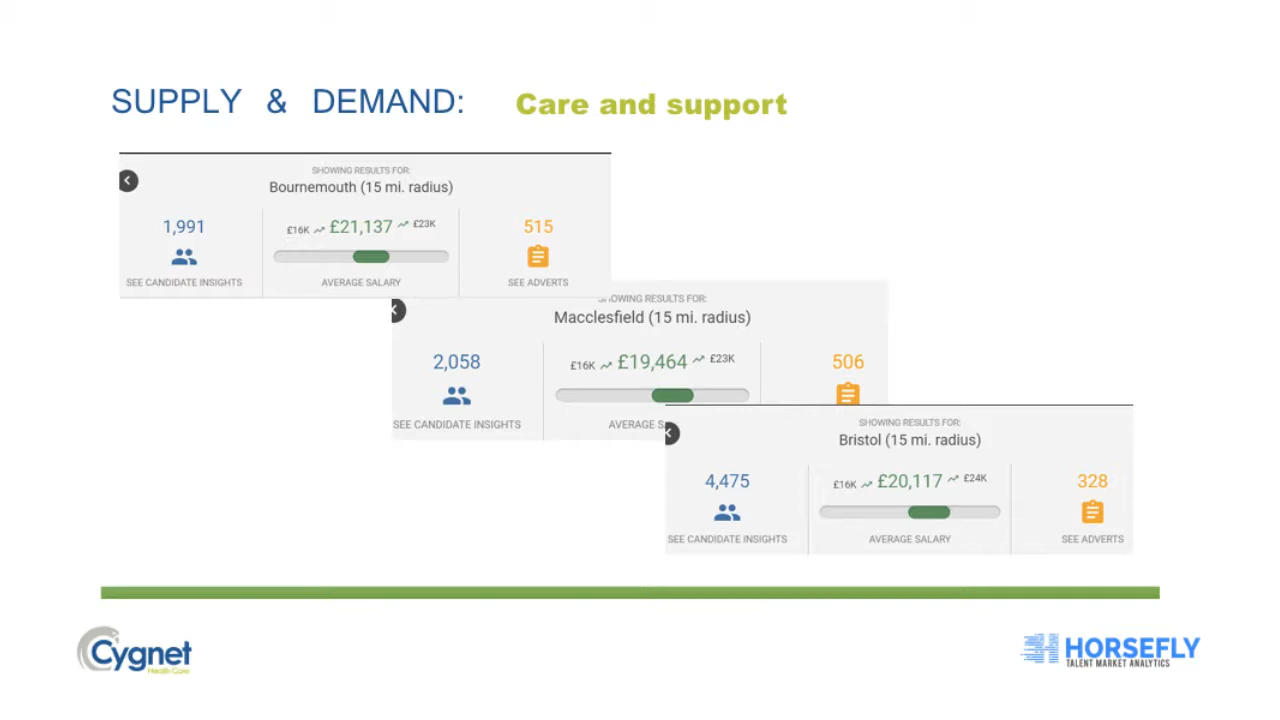 SUPPLY & DEMAND: Care and support
SHOWING RESULTS FOR:
Bournemouth (15 mi. radius)
1,991
£16K £21,137 £23K
515
SEE CANDIDATE INSIGHTS
AVERAGE SALARY
SEE ADVERTS
SHOWING RESULTS FOR:
Macclesfield (15 mi. radius)
2,058
£16K £19,464 £23K
506
SEE CANDIDATE INSIGHTS
AVERAGE S
SHOWING RESULTS FOR:
Bristol (15 mi. radius)
4,475
£16K £20,117 £24K
328
SEE CANDIDATE INSIGHTS
AVERAGE SALARY
SEE ADVERTS
Cygnet
Health Care
HORSEFLY
TALENT MARKET ANALYTICS